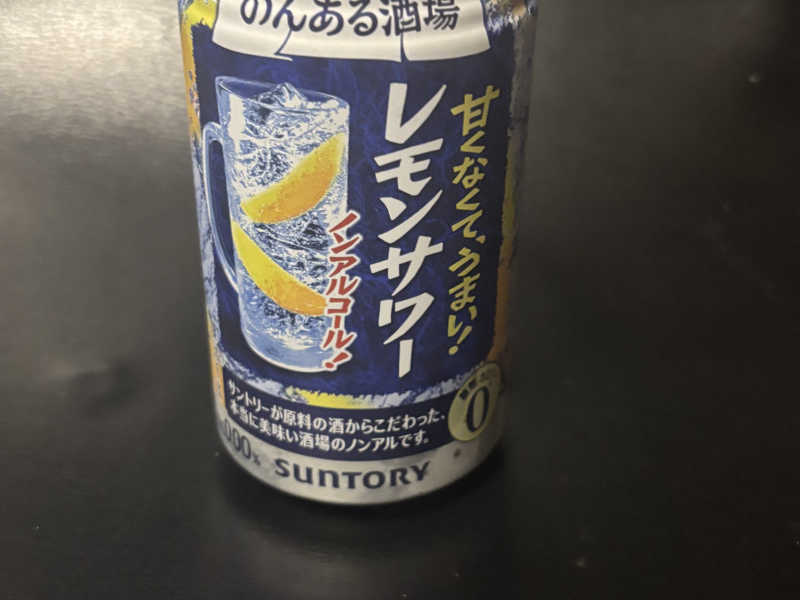 のんある酒場
甘くなくて、うまい!
レモンサワー
ノンアルコール!
サントリーが原料の酒からこだわった、
本当に美味い酒場のノンアルです。
0
.00%
SUNTORY